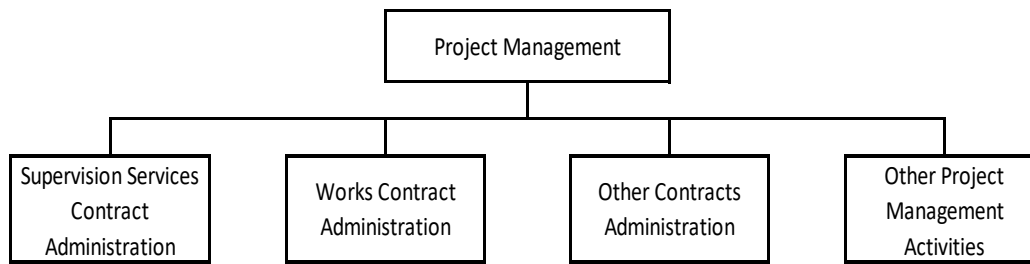 Project Management
Supervision Services
Contract
Administration
Works Contract
Administration
Other Contracts
Administration
Other Project
Management
Activities